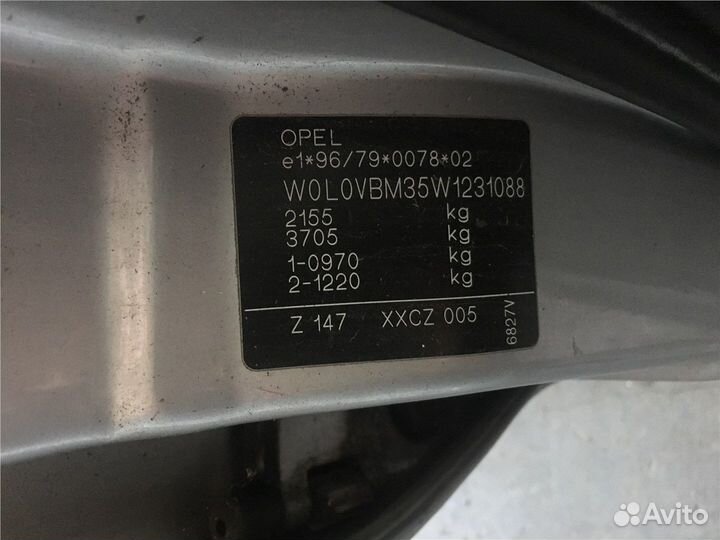 OPEL
e1*96/79*0078*02
W0L0VBM35W1231088
2155 kg
3705 kg
1-0970 kg
2-1220 kg
Z 147 XXCZ 005
6827V
Avito